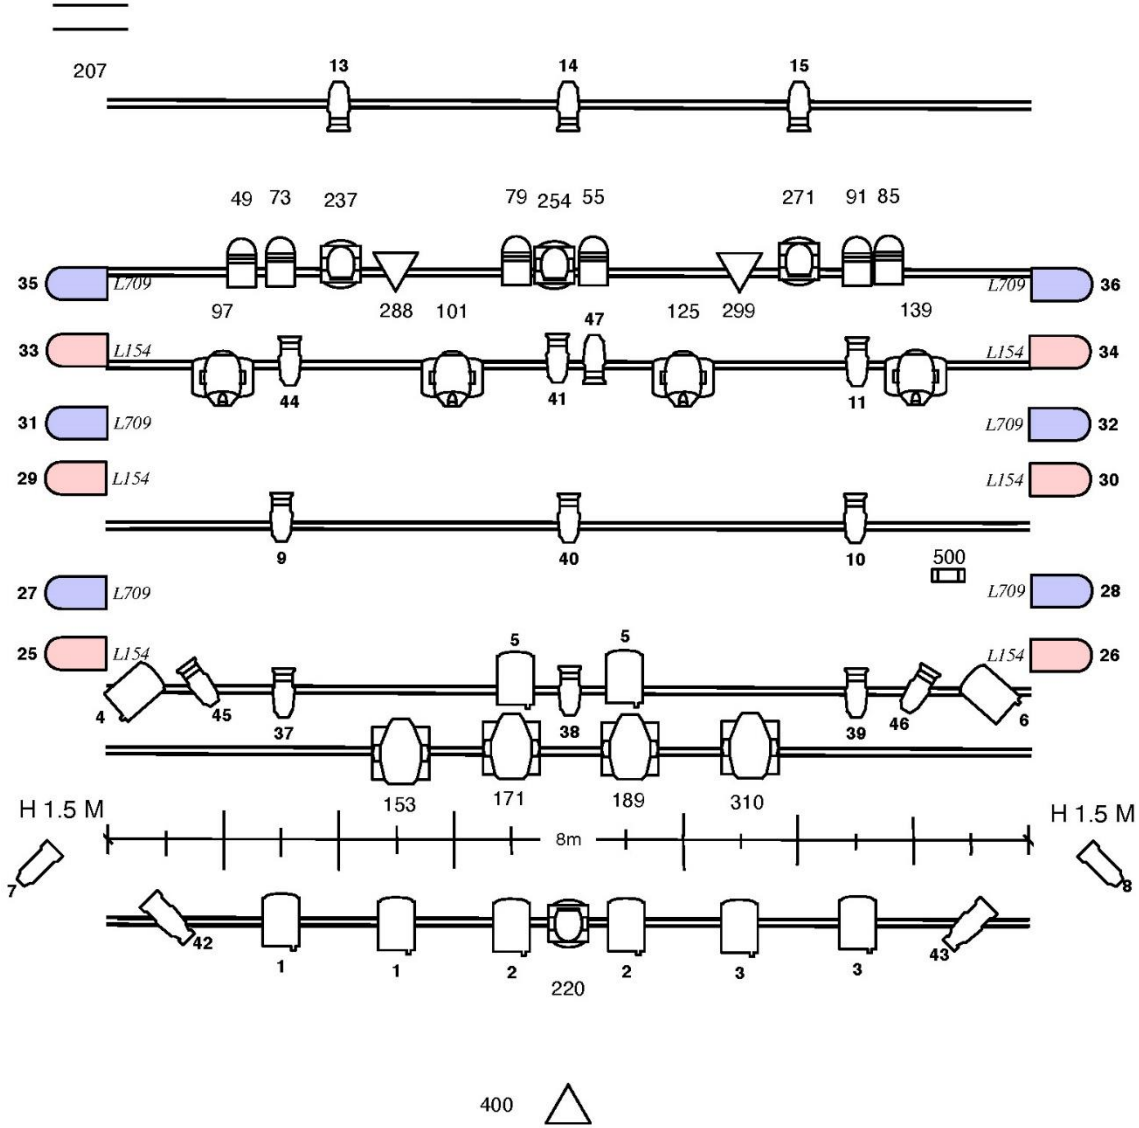 207
13 14 15
49 73 237 79 254 55 271 91 85
35 L709 L709 36
97 288 101 47 125 299 139
33 L154 L154 34
44 41 11
31 L709 L709 32
29 L154 L154 30
9 40 10
500
27 L709 L709 28
5 5
25 L154 L154 26
4 45 37 38 39 46 6
153 171 189 310
H 1.5 M H 1.5 M
8m
7 8
42 43
1 1 2 2 3 3
220
400